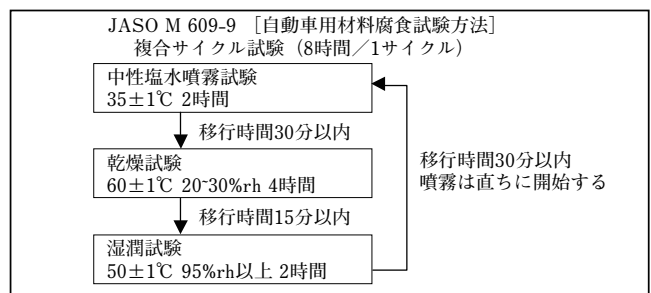 JASO M 609-9 [自動車用材料腐食試験方法]
複合サイクル試験（8時間／1サイクル）
中性塩水噴霧試験
35±1℃ 2時間
移行時間30分以内
乾燥試験
60±1℃ 20~30%rh 4時間
移行時間15分以内
湿潤試験
50±1℃ 95%rh以上 2時間
移行時間30分以内
噴霧は直ちに開始する